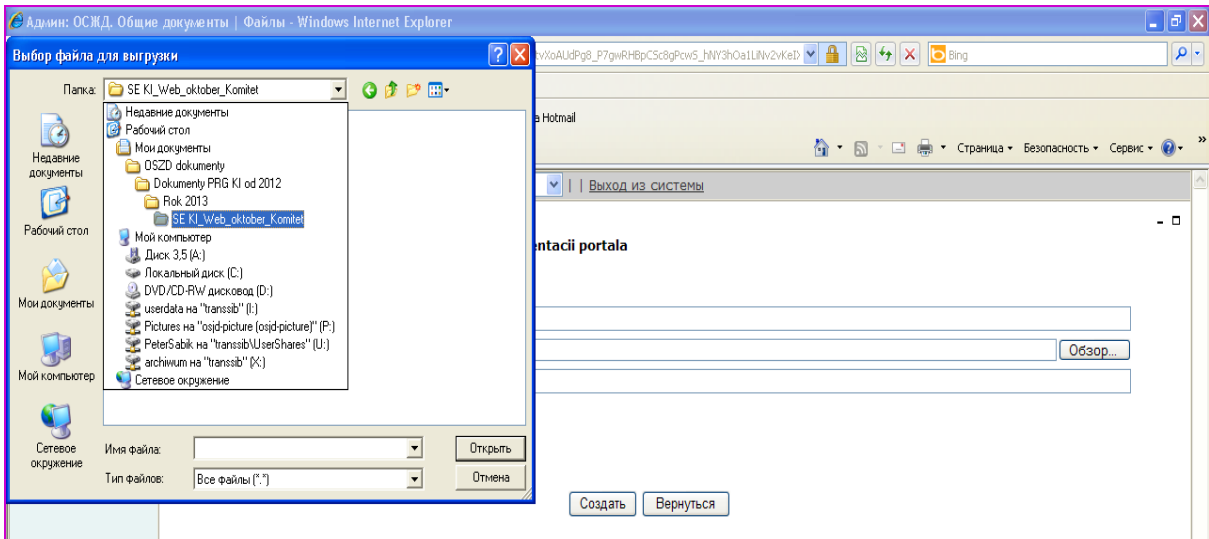 Админ: ОСЖД. Общие документы | Файлы - Windows Internet Explorer
Выбор файла для выгрузки
Bing
Папка: SE KI_Web_oktober_Komitet
Недавние документы
Рабочий стол
Мои документы
OSZD dokumenty
Dokumenty PRG KI od 2012
Rok 2013
SE KI_Web_oktober_Komitet
Мой компьютер
Диск 3,5 (A:)
Локальный диск (C:)
DVD/CD-RW дисковод (D:)
userdata на "transsib" (I:)
Pictures на "osjd-picture (osjd-picture)" (P:)
PeterSabik на "transsib\UserShares" (U:)
archiwum на "transsib" (X:)
Сетевое окружение
Недавние
документы
Рабочий стол
Мои документы
Мой компьютер
Сетевое
окружение
Имя файла:
Открыть
Тип файлов: Все файлы (*.*)
Отмена
а Hotmail
Страница Безопасность Сервис »
| | Выход из системы
entacii portala
Обзор...
Создать Вернуться